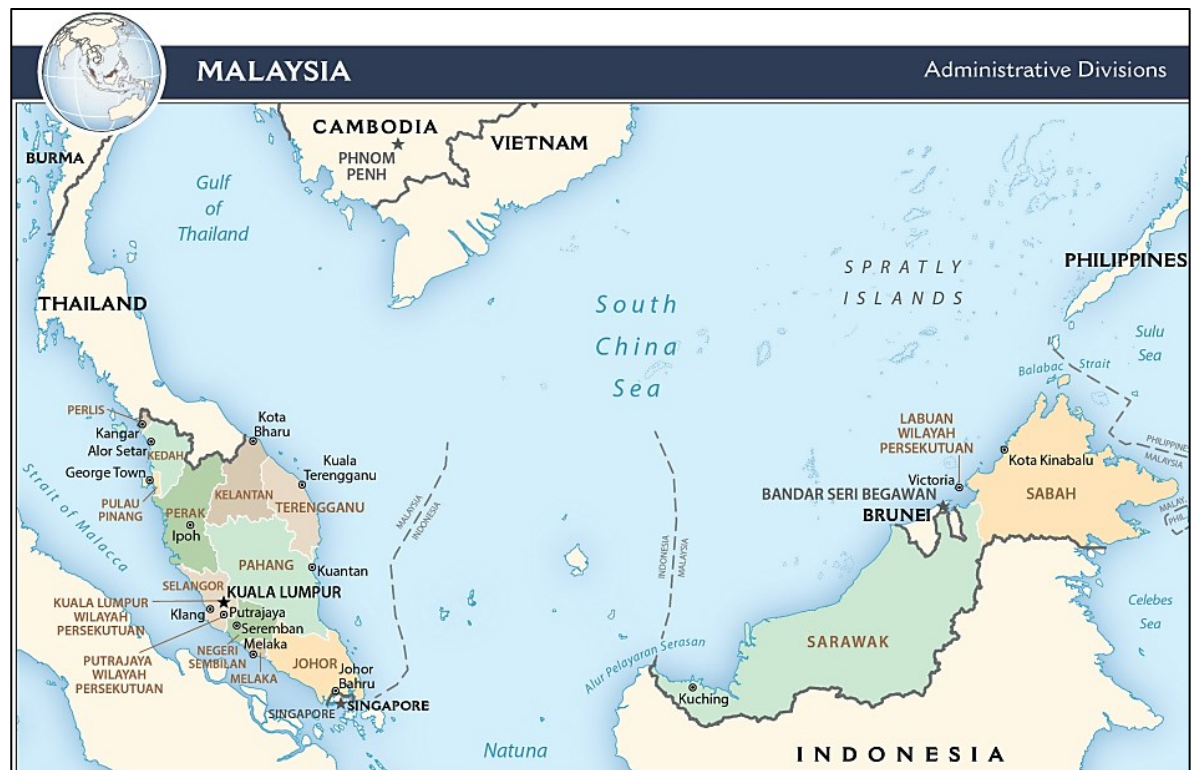 MALAYSIA
Administrative Divisions
BURMA
CAMBODIA
PHNOM
PENH
VIETNAM
Gulf
of
Thailand
THAILAND
South
China
Sea
SPRATLY
ISLANDS
PHILIPPINES
Sulu
Sea
Balabac Strait
PHILIPPINES
MALAYSIA
MALAY.
PHIL.
PERLIS
Kangar
Alor Setar
KEDAH
George Town
PULAU
PINANG
Kota
Bharu
Kuala
Terengganu
KELANTAN
TERENGGANU
PERAK
Ipoh
Strait of Malacca
PAHANG
Kuantan
SELANGOR
KUALA LUMPUR
KUALA LUMPUR
WILAYAH
PERSEKUTUAN
Klang
Putrajaya
Seremban
Melaka
PUTRAJAYA
WILAYAH
PERSEKUTUAN
NEGERI
SEMBILAN
MELAKA
JOHOR
Johor
Bahru
SINGAPORE
SINGAPORE
MALAYSIA
INDONESIA
INDONESIA
MALAYSIA
LABUAN
WILAYAH
PERSEKUTUAN
Victoria
Kota Kinabalu
SABAH
BANDAR SERI BEGAWAN
BRUNEI
SARAWAK
Kuching
Alur Pelayaran Serasan
Celebes
Sea
Natuna
INDONESIA